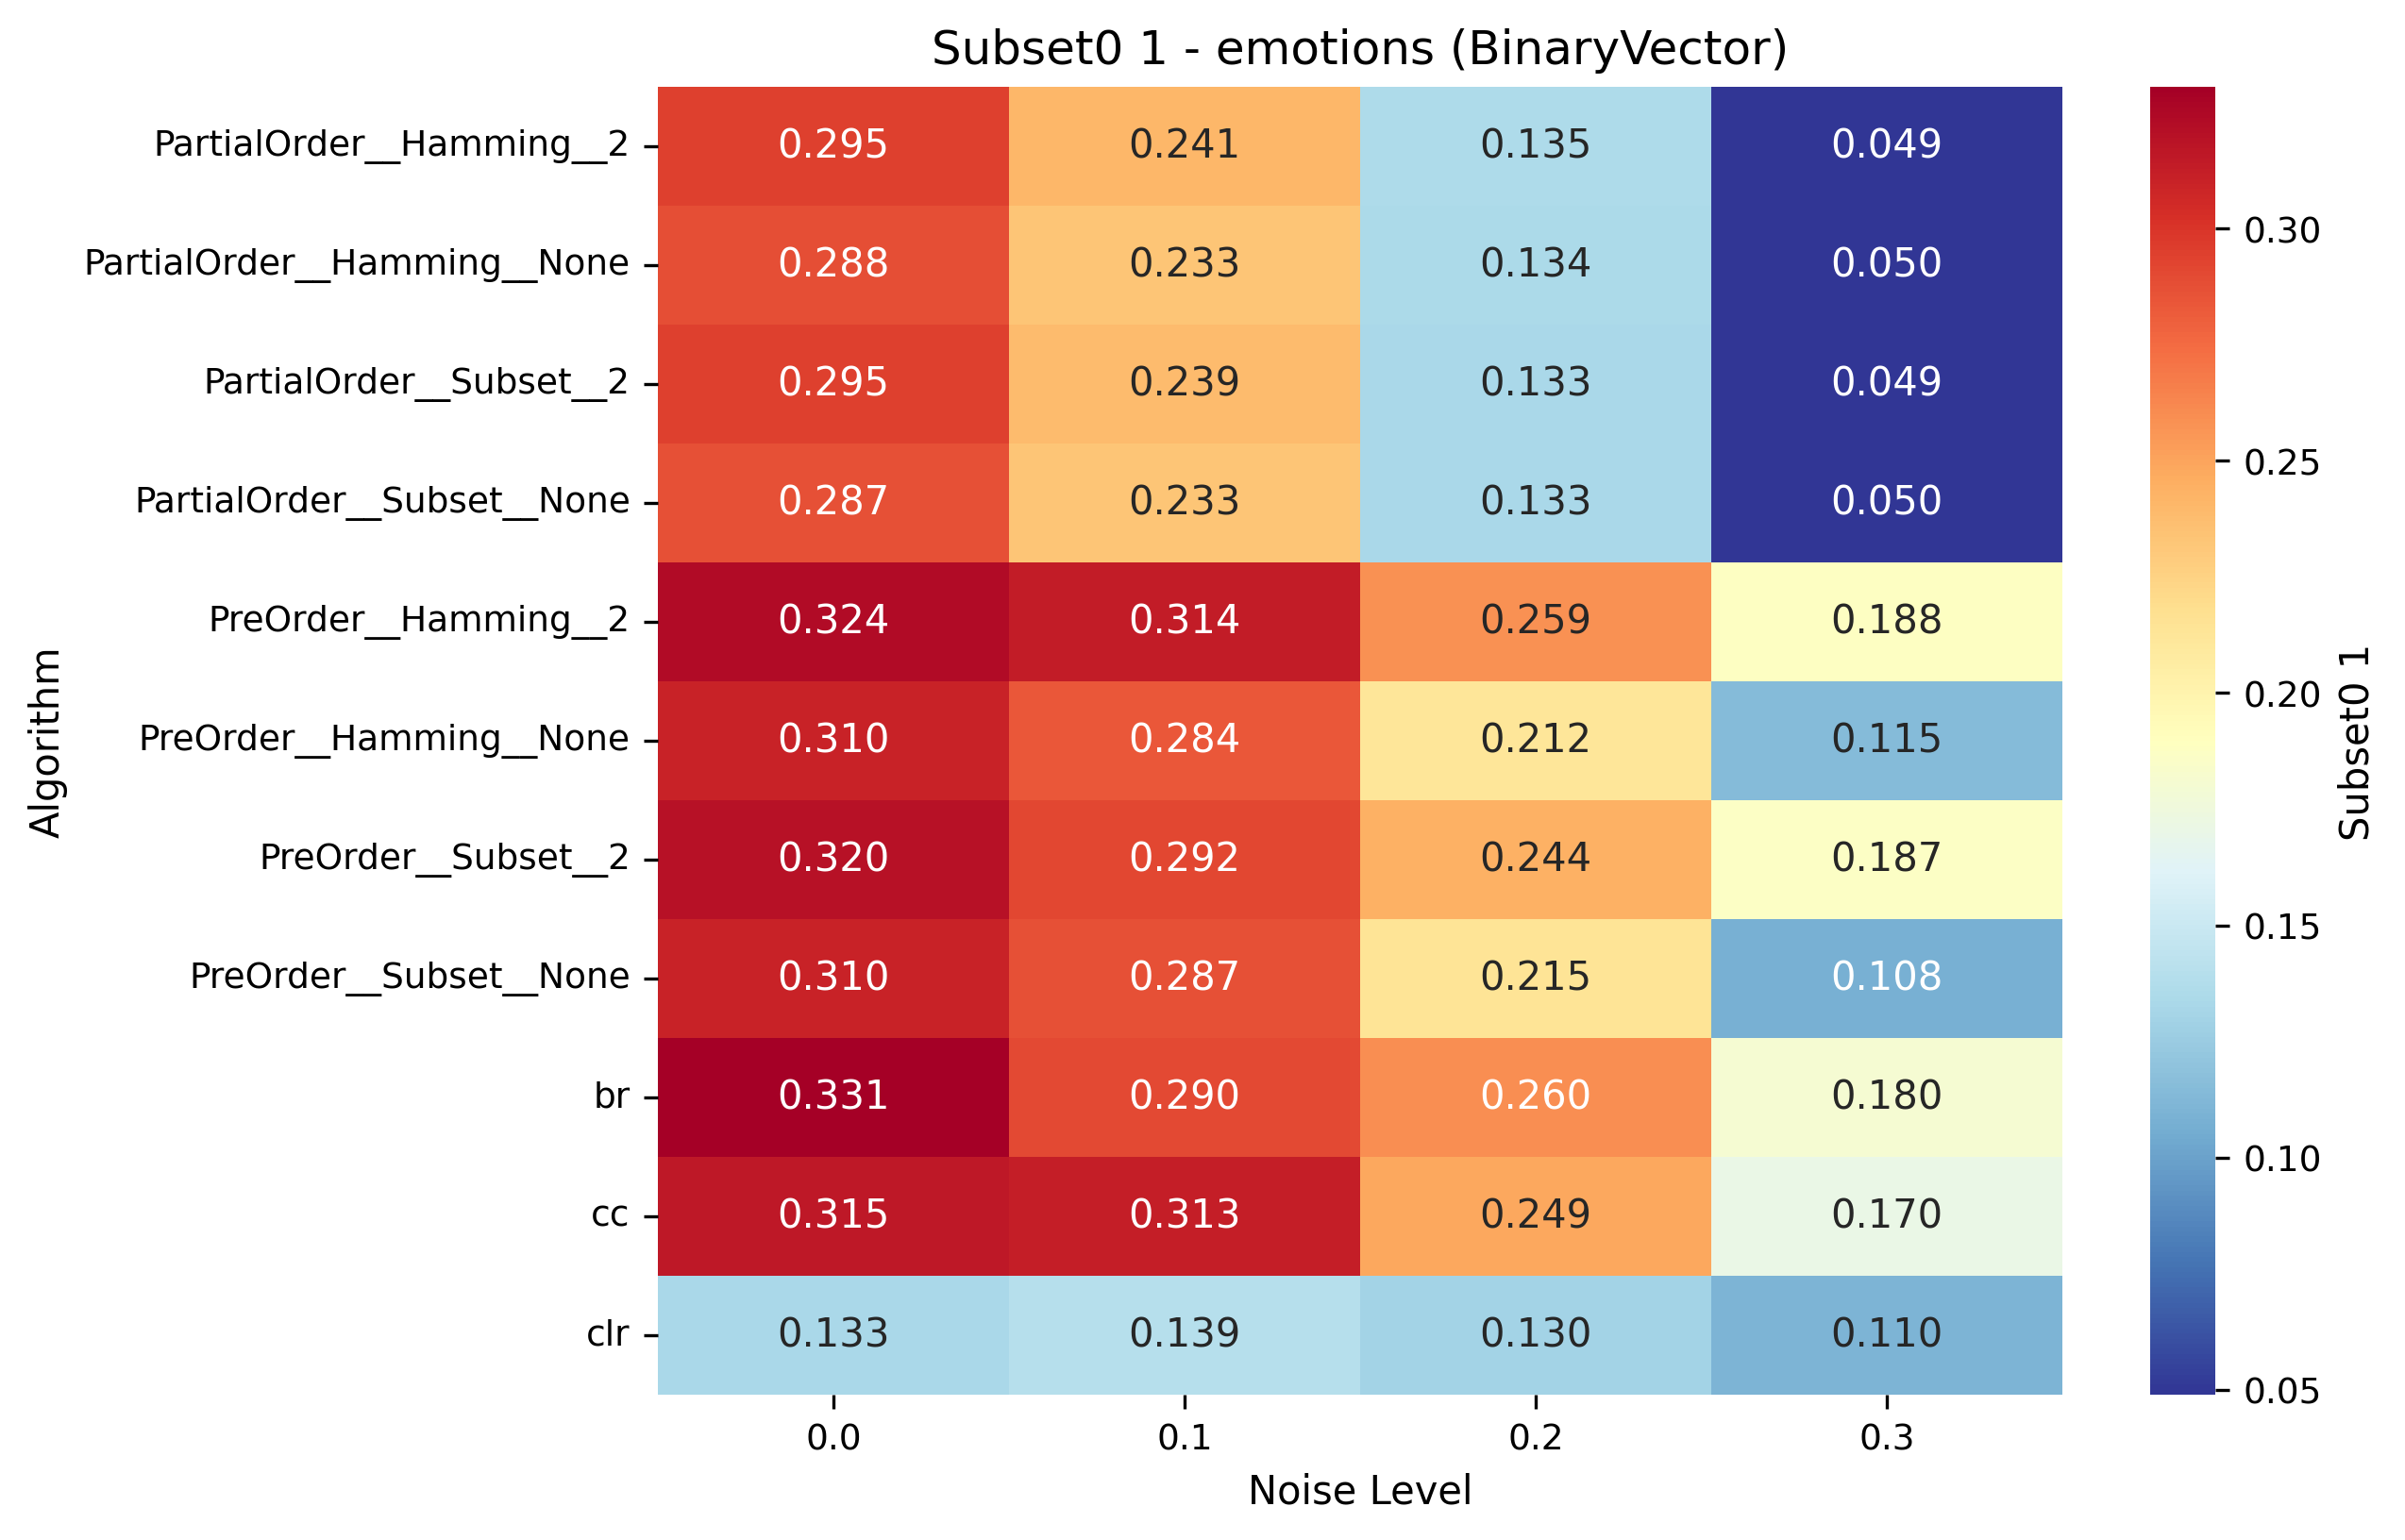 Subset0 1 - emotions (BinaryVector)
PartialOrder__Hamming__2 0.295 0.241 0.135 0.049
PartialOrder__Hamming__None 0.288 0.233 0.134 0.050
PartialOrder__Subset__2 0.295 0.239 0.133 0.049
PartialOrder__Subset__None 0.287 0.233 0.133 0.050
PreOrder__Hamming__2 0.324 0.314 0.259 0.188
PreOrder__Hamming__None 0.310 0.284 0.212 0.115
PreOrder__Subset__2 0.320 0.292 0.244 0.187
PreOrder__Subset__None 0.310 0.287 0.215 0.108
br 0.331 0.290 0.260 0.180
cc 0.315 0.313 0.249 0.170
clr 0.133 0.139 0.130 0.110
0.0 0.1 0.2 0.3
Noise Level
Algorithm
0.30
0.25
0.20
0.15
0.10
0.05
Subset0 1